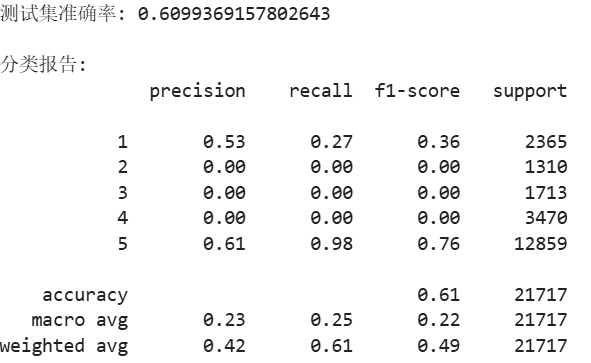 测试集准确率: 0.6099369157802643
分类报告:
precision recall f1-score support
1 0.53 0.27 0.36 2365
2 0.00 0.00 0.00 1310
3 0.00 0.00 0.00 1713
4 0.00 0.00 0.00 3470
5 0.61 0.98 0.76 12859
accuracy 0.61 21717
macro avg 0.23 0.25 0.22 21717
weighted avg 0.42 0.61 0.49 21717